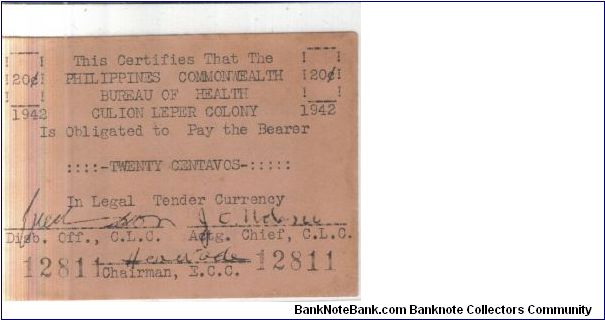 This Certifies That The
20¢ PHILIPPINES COMMONWEALTH 20¢
BUREAU OF HEALTH
1942 CULION LEPER COLONY 1942
Is Obligated to Pay the Bearer
::::-TWENTY CENTAVOS-:::::
In Legal Tender Currency
Disb. Off., C.L.C. Actg. Chief, C.L.C.
12811 12811
Chairman, E.C.C.
BankNoteBank.com Banknote Collectors Community